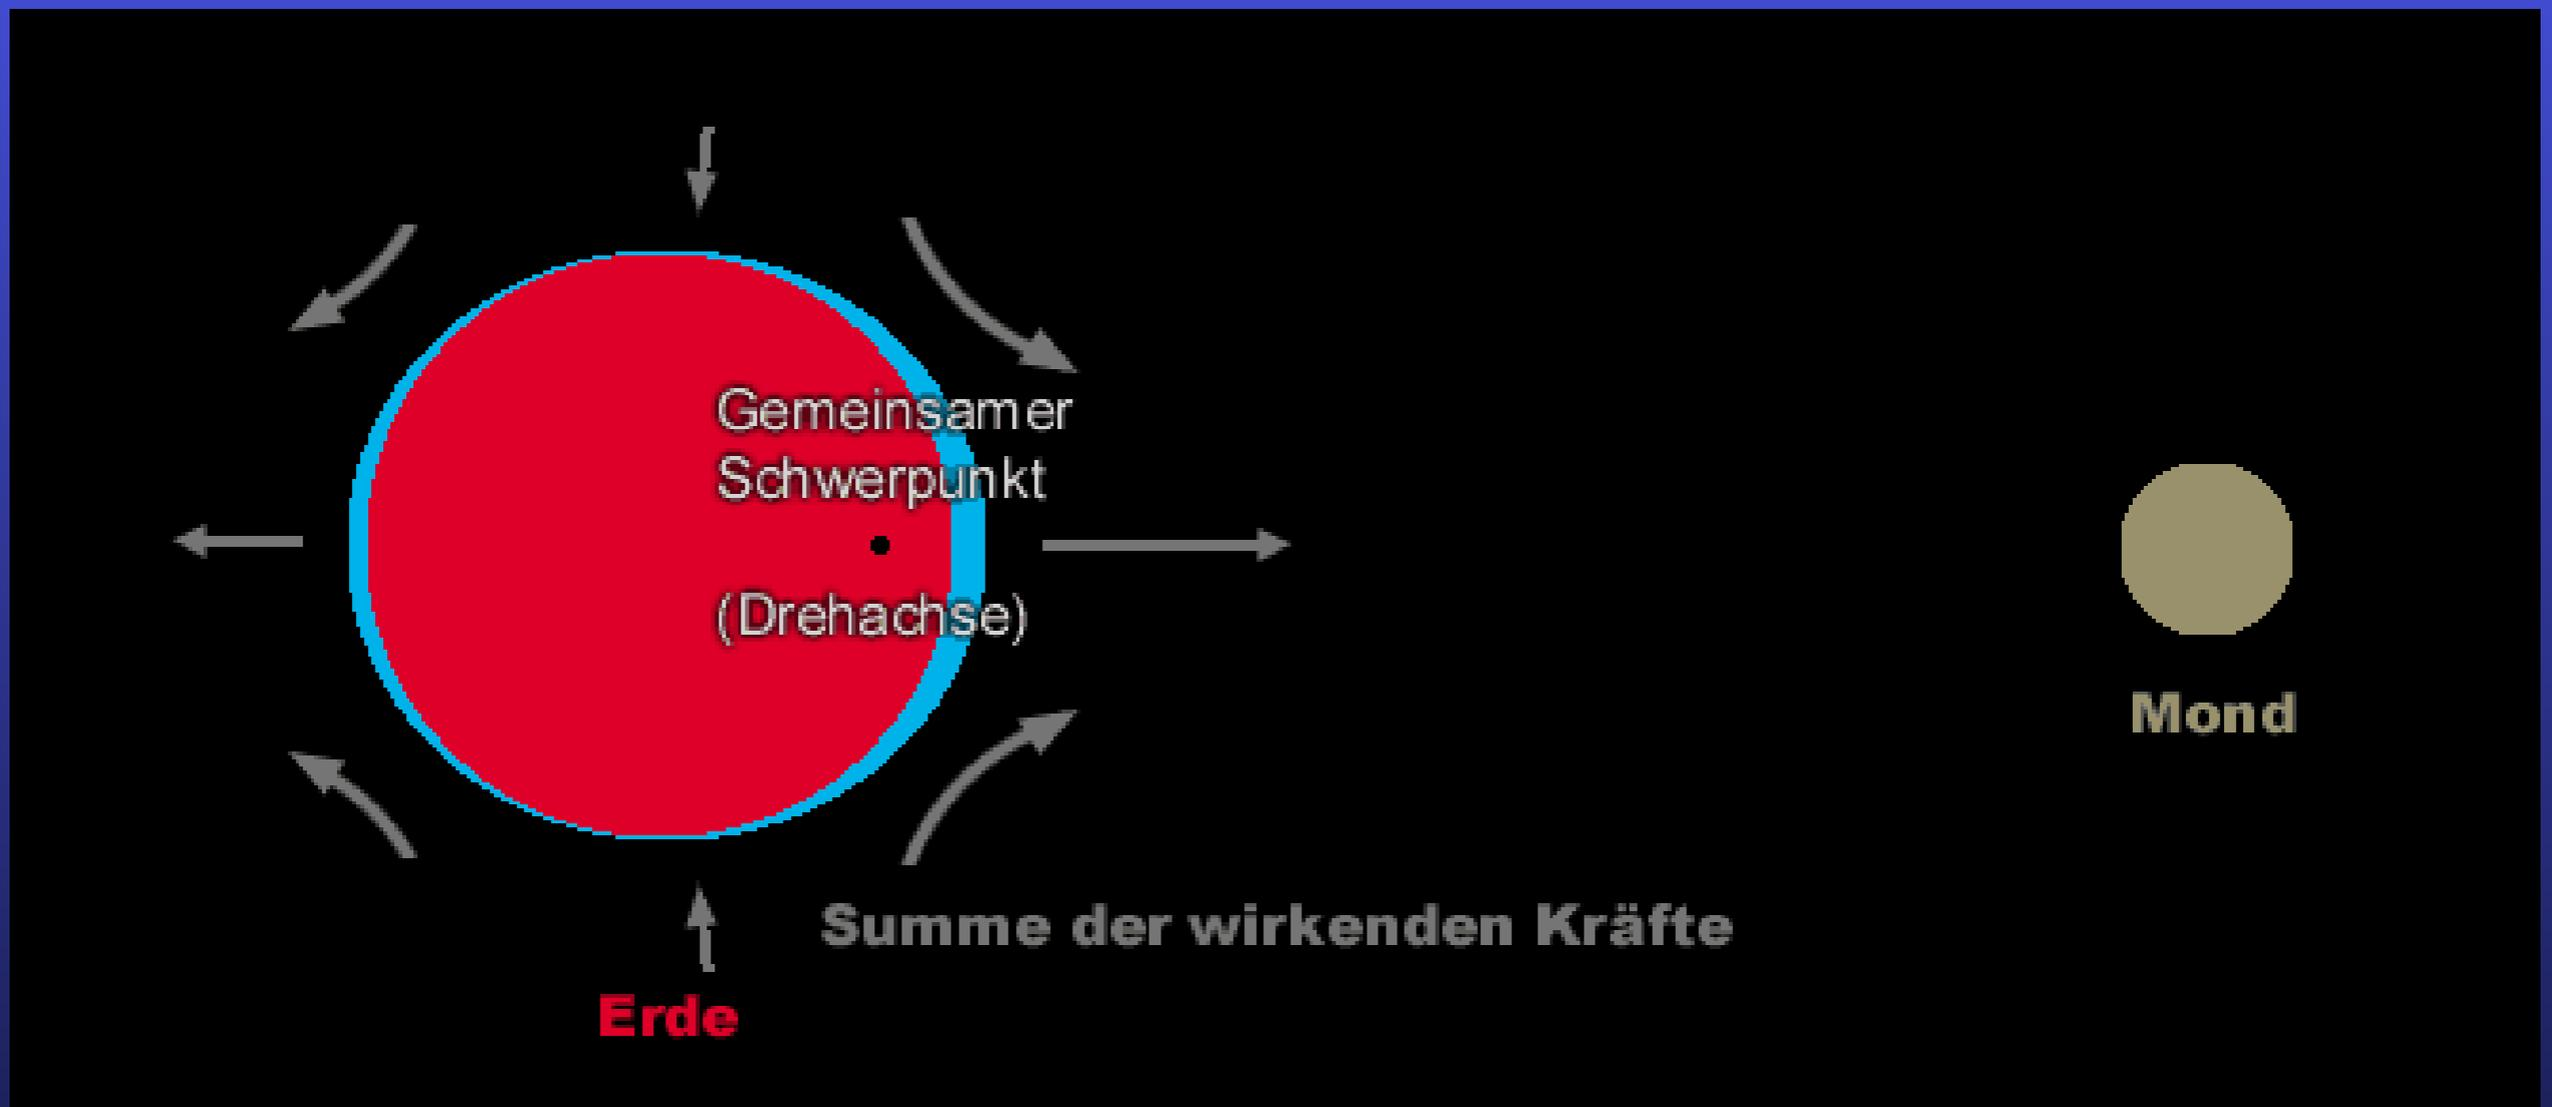 Gemeinsamer
Schwerpunkt
(Drehachse)
Mond
Summe der wirkenden Kräfte
Erde